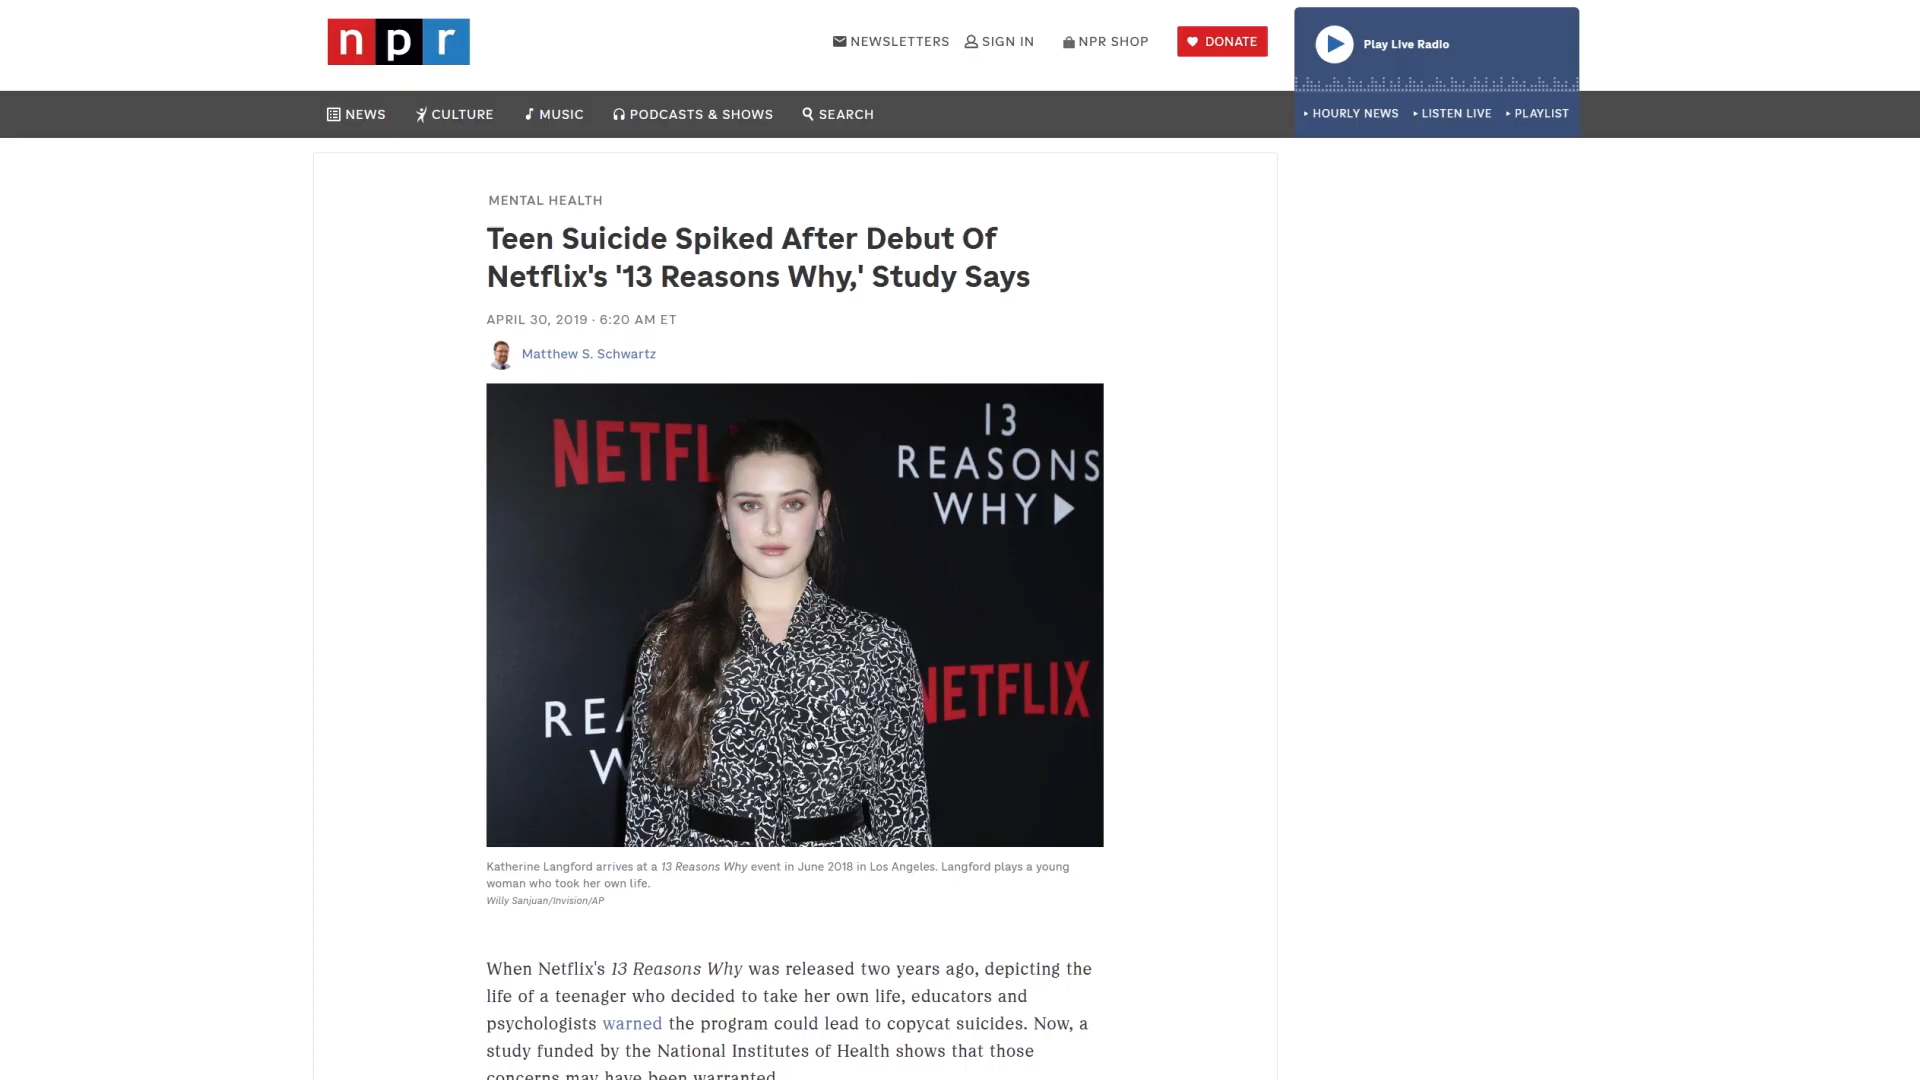 npr
NEWSLETTERS
SIGN IN
NPR SHOP
DONATE
Play Live Radio
NEWS
CULTURE
MUSIC
PODCASTS & SHOWS
SEARCH
HOURLY NEWS
LISTEN LIVE
PLAYLIST
MENTAL HEALTH
Teen Suicide Spiked After Debut Of
Netflix's '13 Reasons Why,' Study Says
APRIL 30, 2019 · 6:20 AM ET
Matthew S. Schwartz
NETFL
13
REASONS
WHY
NETFLIX
REA
W
Katherine Langford arrives at a 13 Reasons Why event in June 2018 in Los Angeles. Langford plays a young
woman who took her own life.
Willy Sanjuan/Invision/AP
When Netflix's 13 Reasons Why was released two years ago, depicting the
life of a teenager who decided to take her own life, educators and
psychologists warned the program could lead to copycat suicides. Now, a
study funded by the National Institutes of Health shows that those
concerns may have been warranted.